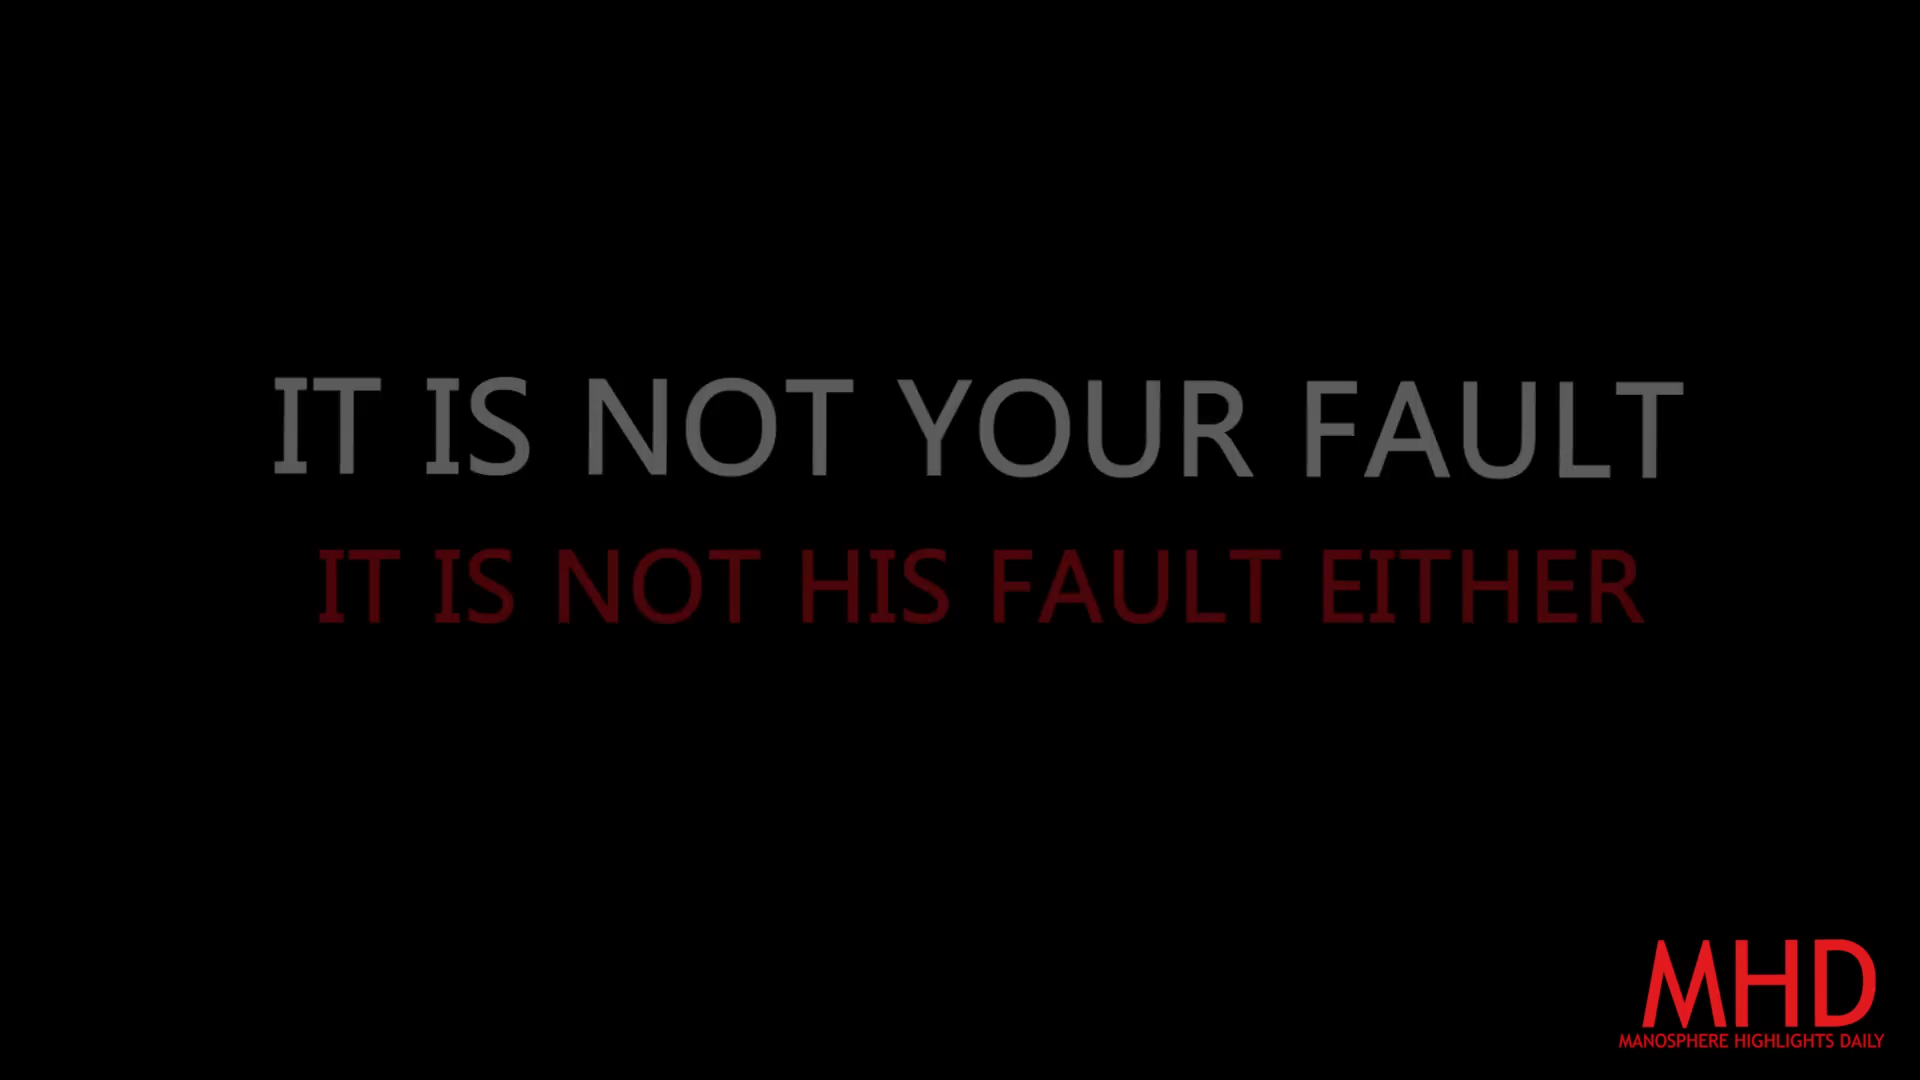 IT IS NOT YOUR FAULT
IT IS NOT HIS FAULT EITHER
MHD
MANOSPHERE HIGHLIGHTS DAILY